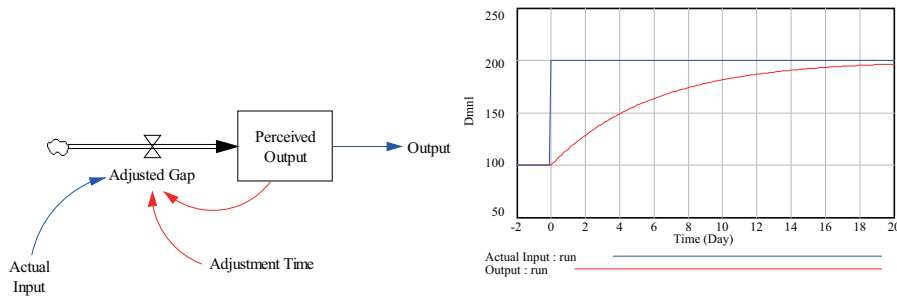 Perceived
Output
Output
Adjusted Gap
Adjustment Time
Actual
Input
250
200
150
100
50
Dmnl
-2 0 2 4 6 8 10 12 14 16 18 20
Time (Day)
Actual Input : run
Output : run